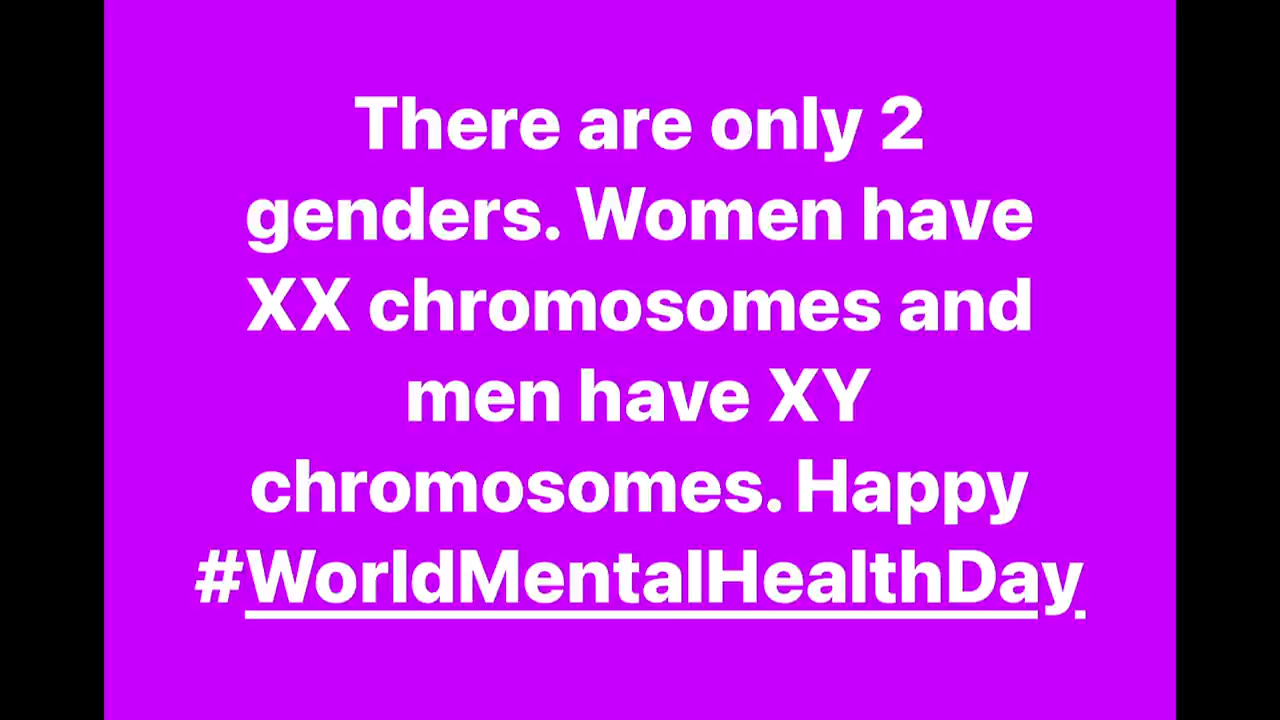 There are only 2
genders. Women have
XX chromosomes and
men have XY
chromosomes. Happy
#WorldMentalHealthDay